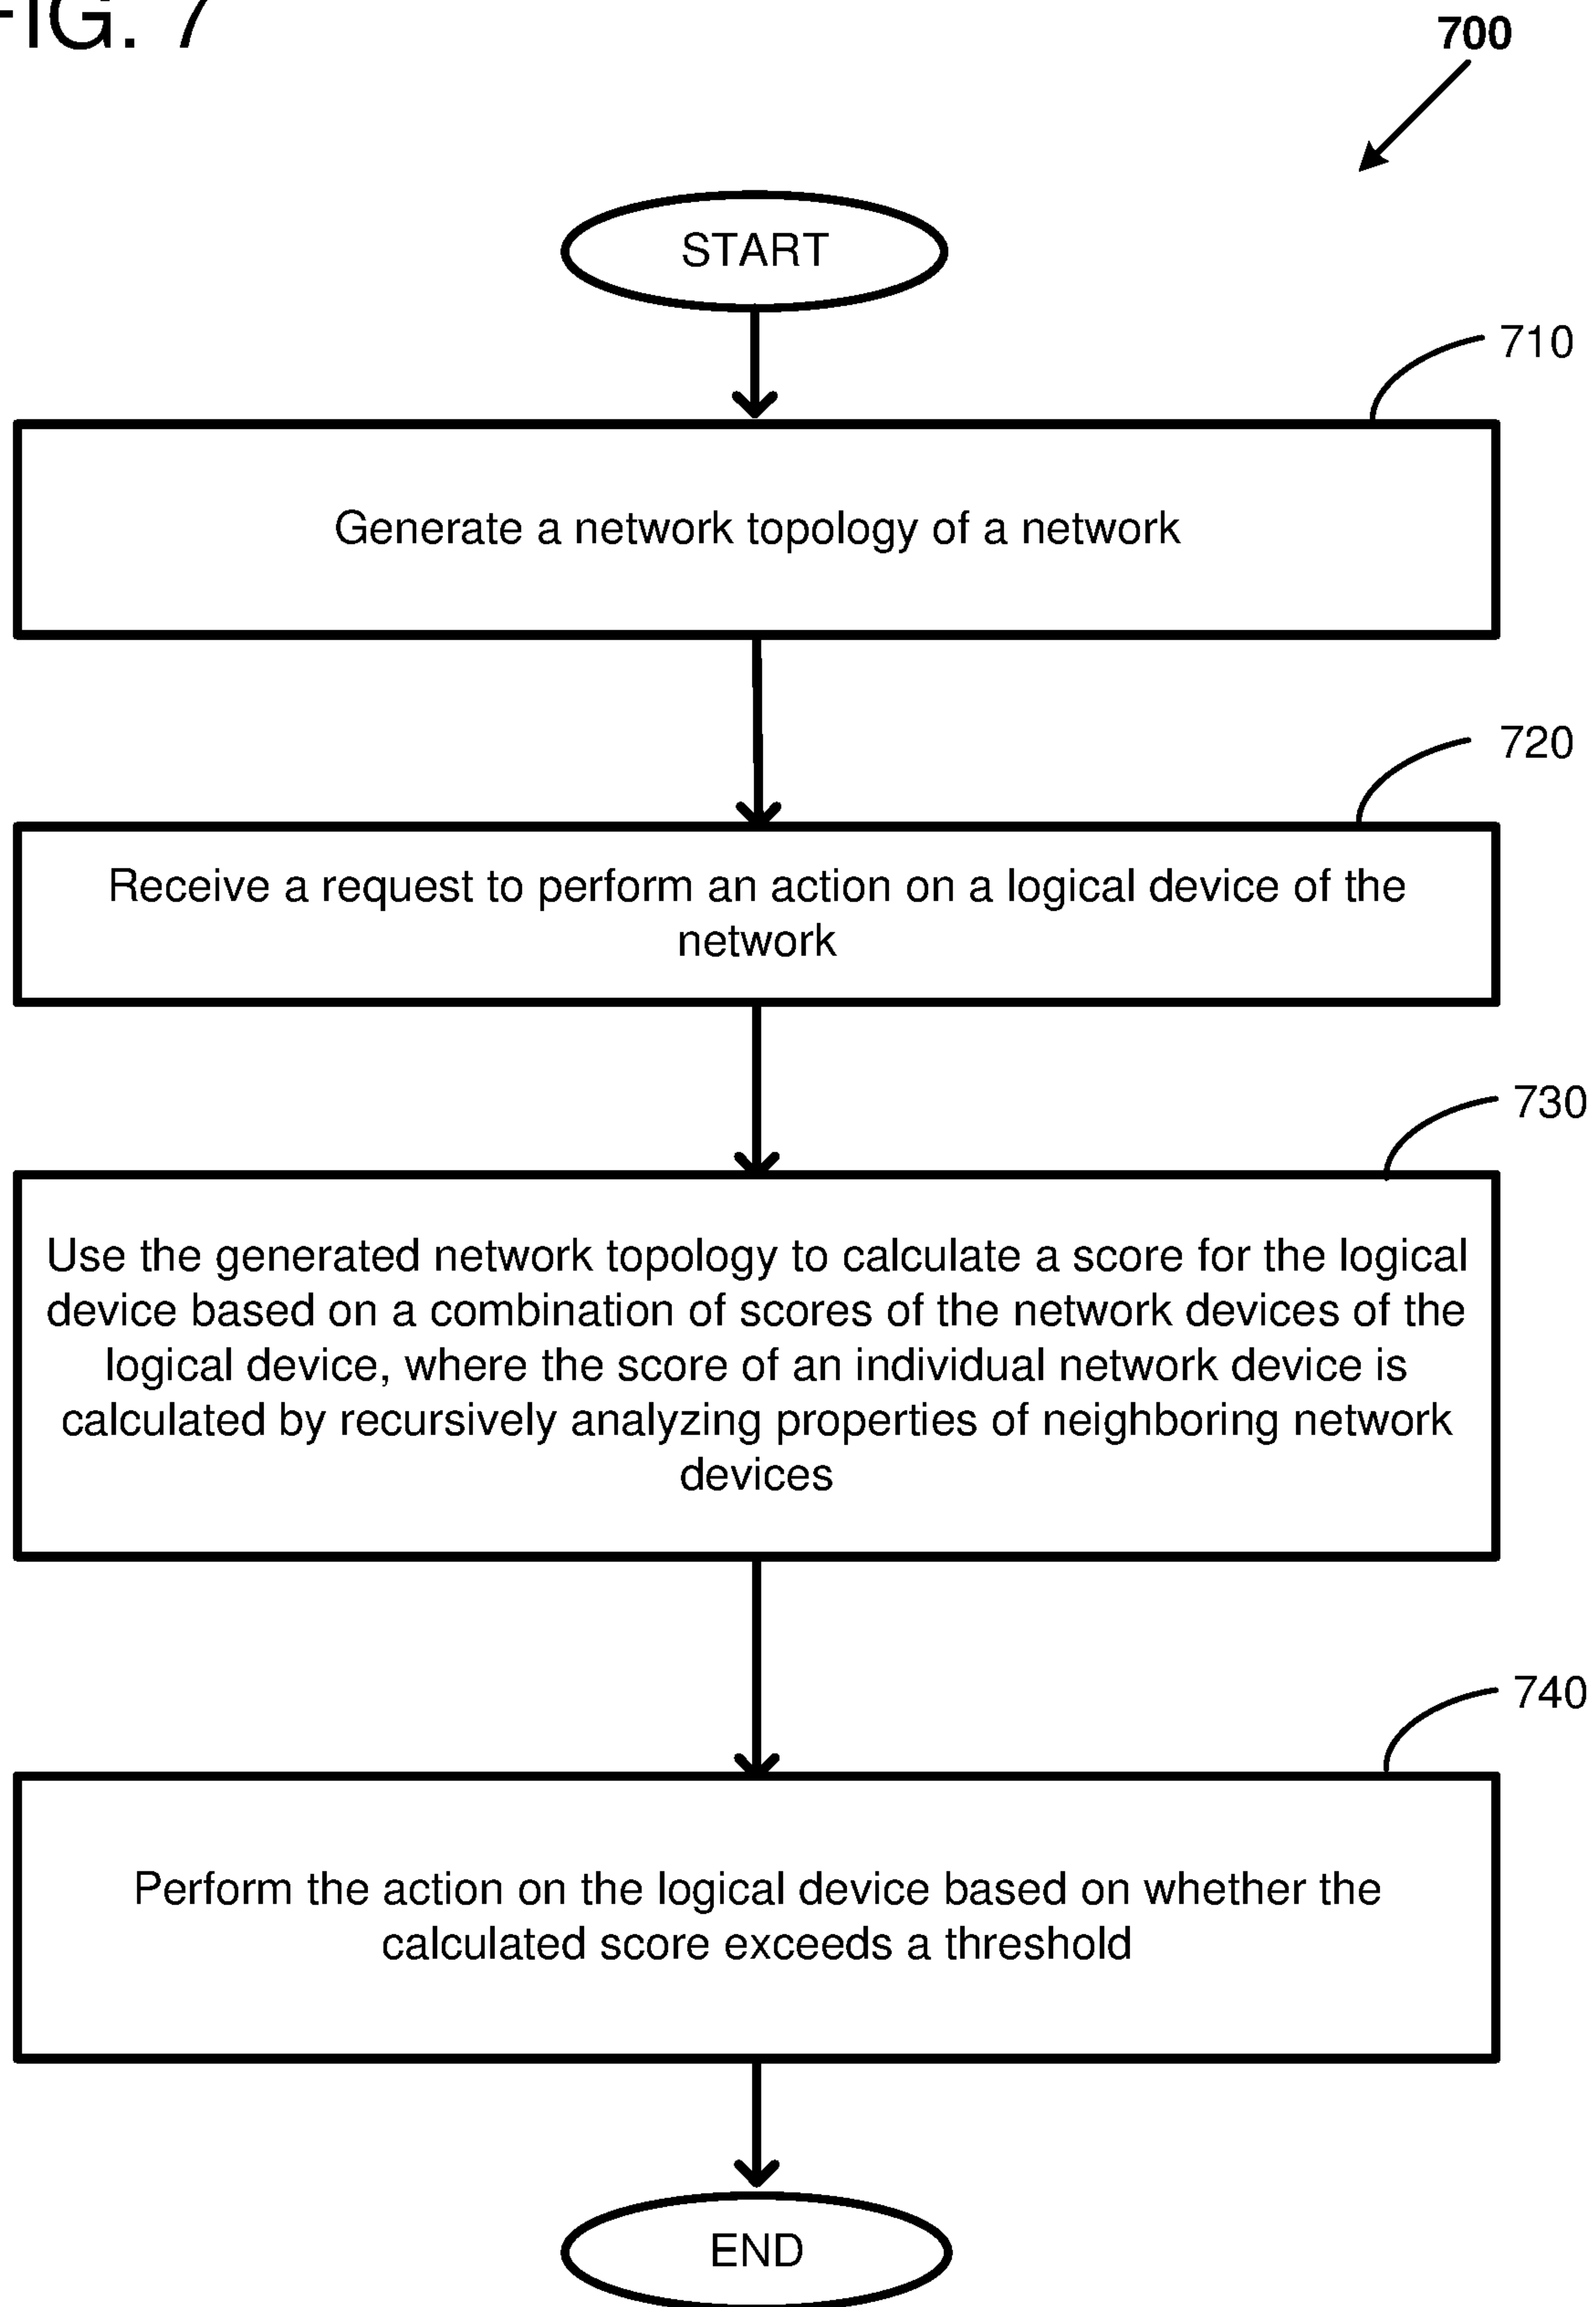 FIG. 7
700
START
710
Generate a network topology of a network
720
Receive a request to perform an action on a logical device of the
network
730
Use the generated network topology to calculate a score for the logical
device based on a combination of scores of the network devices of the
logical device, where the score of an individual network device is
calculated by recursively analyzing properties of neighboring network
devices
740
Perform the action on the logical device based on whether the
calculated score exceeds a threshold
END